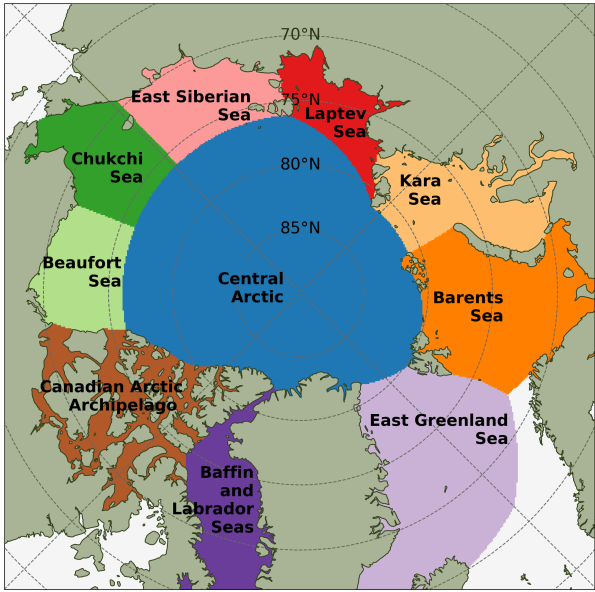 70°N
75°N
East Siberian
Sea
Laptev
Sea
80°N
Chukchi
Sea
Kara
Sea
85°N
Beaufort
Sea
Central
Arctic
Barents
Sea
Canadian Arctic
Archipelago
East Greenland
Sea
Baffin
and
Labrador
Seas